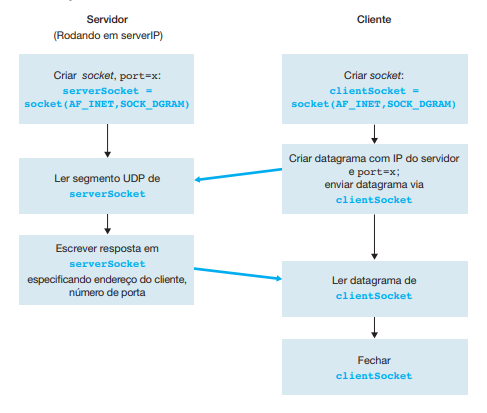 Servidor
(Rodando em serverIP)
Criar socket, port=x:
serverSocket =
socket(AF_INET,SOCK_DGRAM)
Ler segmento UDP de
serverSocket
Escrever resposta em
serverSocket
especificando endereço do cliente,
número de porta
Cliente
Criar socket:
clientSocket =
socket(AF_INET,SOCK_DGRAM)
Criar datagrama com IP do servidor
e port=x;
enviar datagrama via
clientSocket
Ler datagrama de
clientSocket
Fechar
clientSocket